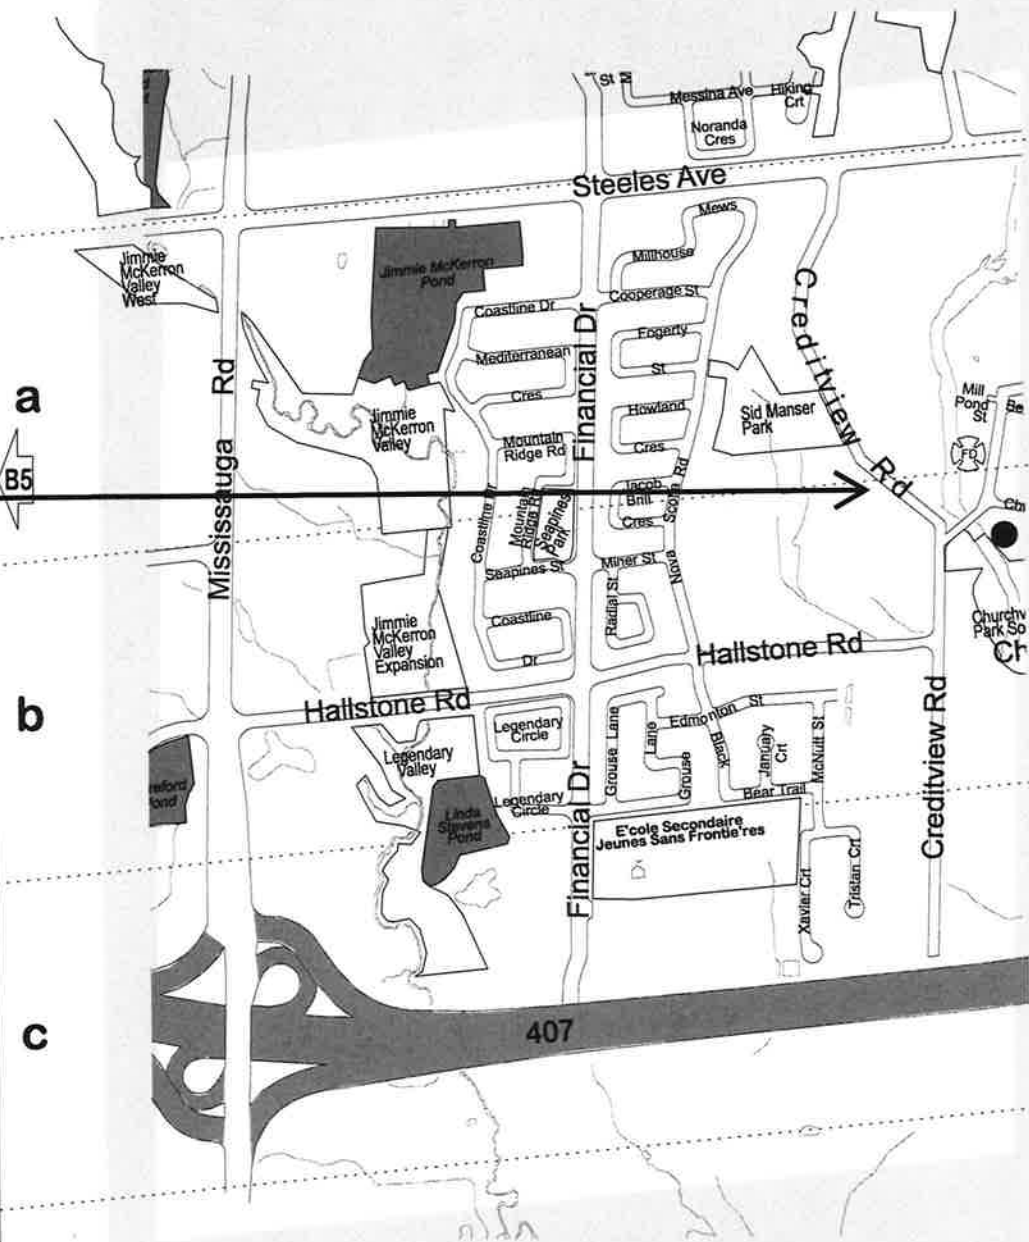 St
Messina Ave
Hiking
Crt
Noranda
Cres
Steeles Ave
Mews
Jimmie
McKerron
Valley
West
Jimmie McKerron
Pond
Millhouse
Coastline Dr
Cooperage St
Creditview Rd
Fogerty
St
Mediterranean
Cres
Financial Dr
a
Mississauga Rd
Jimmie
McKerron
Valley
Howland
Cres
Sid Manser
Park
Mill
Pond
St
Mountain
Ridge Rd
FD
B5
Coastline Dr
Mountain
Ridge Rd
Seapines
Park
Jacob
Brill
Cres
Nova Scotia Rd
Seapines St
Miner St
Radial St
Coastline
Dr
Jimmie
McKerron
Valley
Expansion
Park
Hallstone Rd
Hallstone Rd
b
Legendary
Circle
Legendary
Valley
Grouse Lane
Lane
Grouse
Edmonton St
Black
January
Crt
McNutt St
Creditview Rd
Bear Trail
Legendary
Circle
Financial Dr
Linda
Stevens
Pond
E'cole Secondaire
Jeunes Sans Frontie'res
Xavier Crt
Tristan Crt
c
407